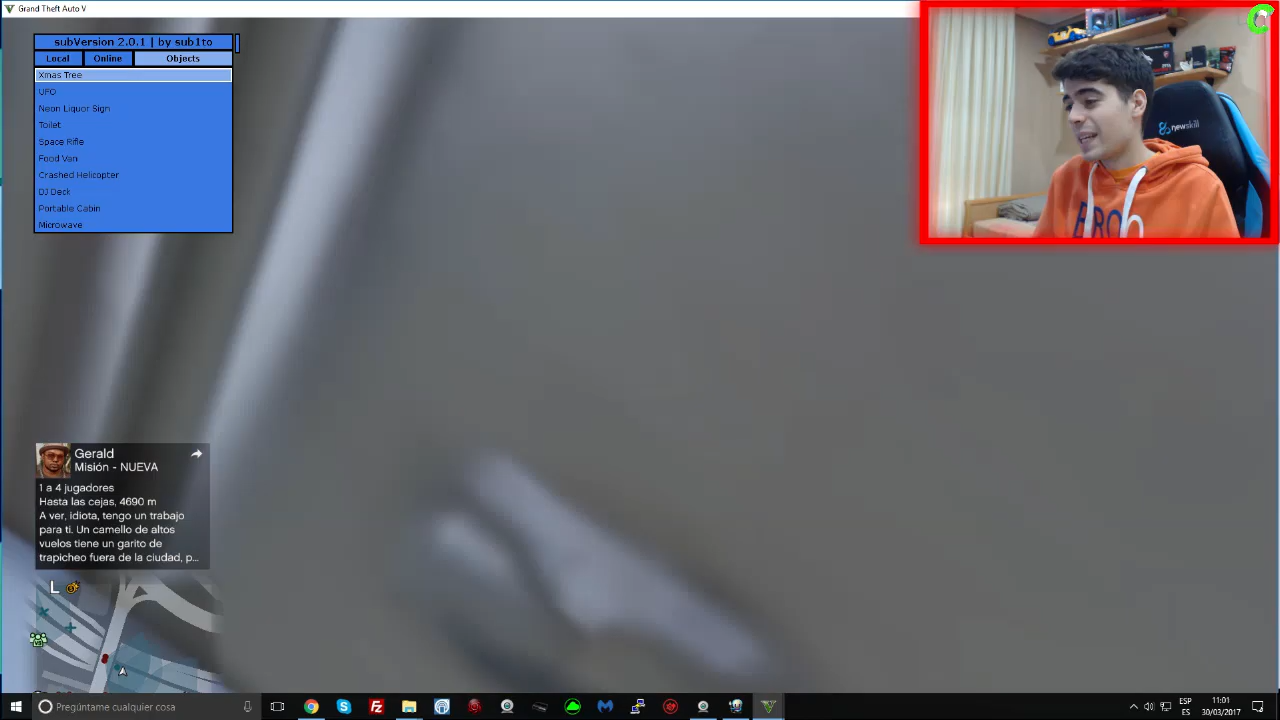 Grand Theft Auto V
subVersion 2.0.1 | by sub1to
Local Online Objects
Xmas Tree
UFO
Neon Liquor Sign
Toilet
Space Rifle
Food Van
Crashed Helicopter
DJ Deck
Portable Cabin
Microwave
newskill
Gerald
Misión - NUEVA
1 a 4 jugadores
Hasta las cejas, 4690 m
A ver, idiota, tengo un trabajo
para ti. Un camello de altos
vuelos tiene un garito de
trapicheo fuera de la ciudad, p...
L
Pregúntame cualquier cosa
ESP
ES
11:01
30/03/2017